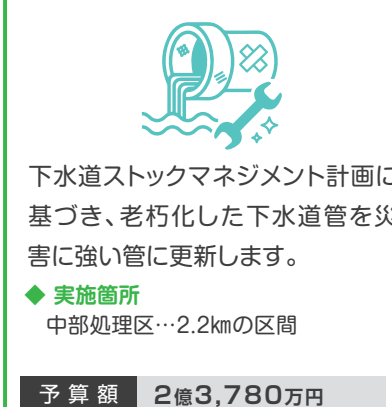 下水道ストックマネジメント計画に
基づき、老朽化した下水道管を災
害に強い管に更新します。
◆ 実施箇所
中部処理区…2.2㎞の区間
予算額 2億3,780万円